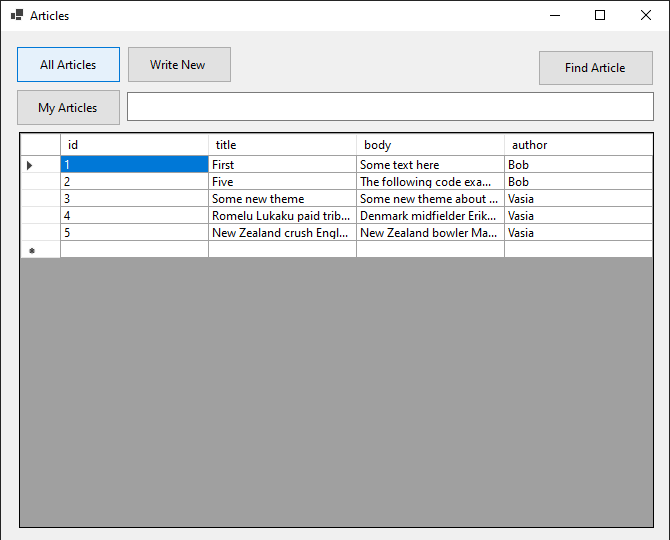 Articles
All Articles
Write New
Find Article
My Articles
id title body author
1 First Some text here Bob
2 Five The following code exa... Bob
3 Some new theme Some new theme about ... Vasia
4 Romelu Lukaku paid trib... Denmark midfielder Erik... Vasia
5 New Zealand crush Engl... New Zealand bowler Ma... Vasia